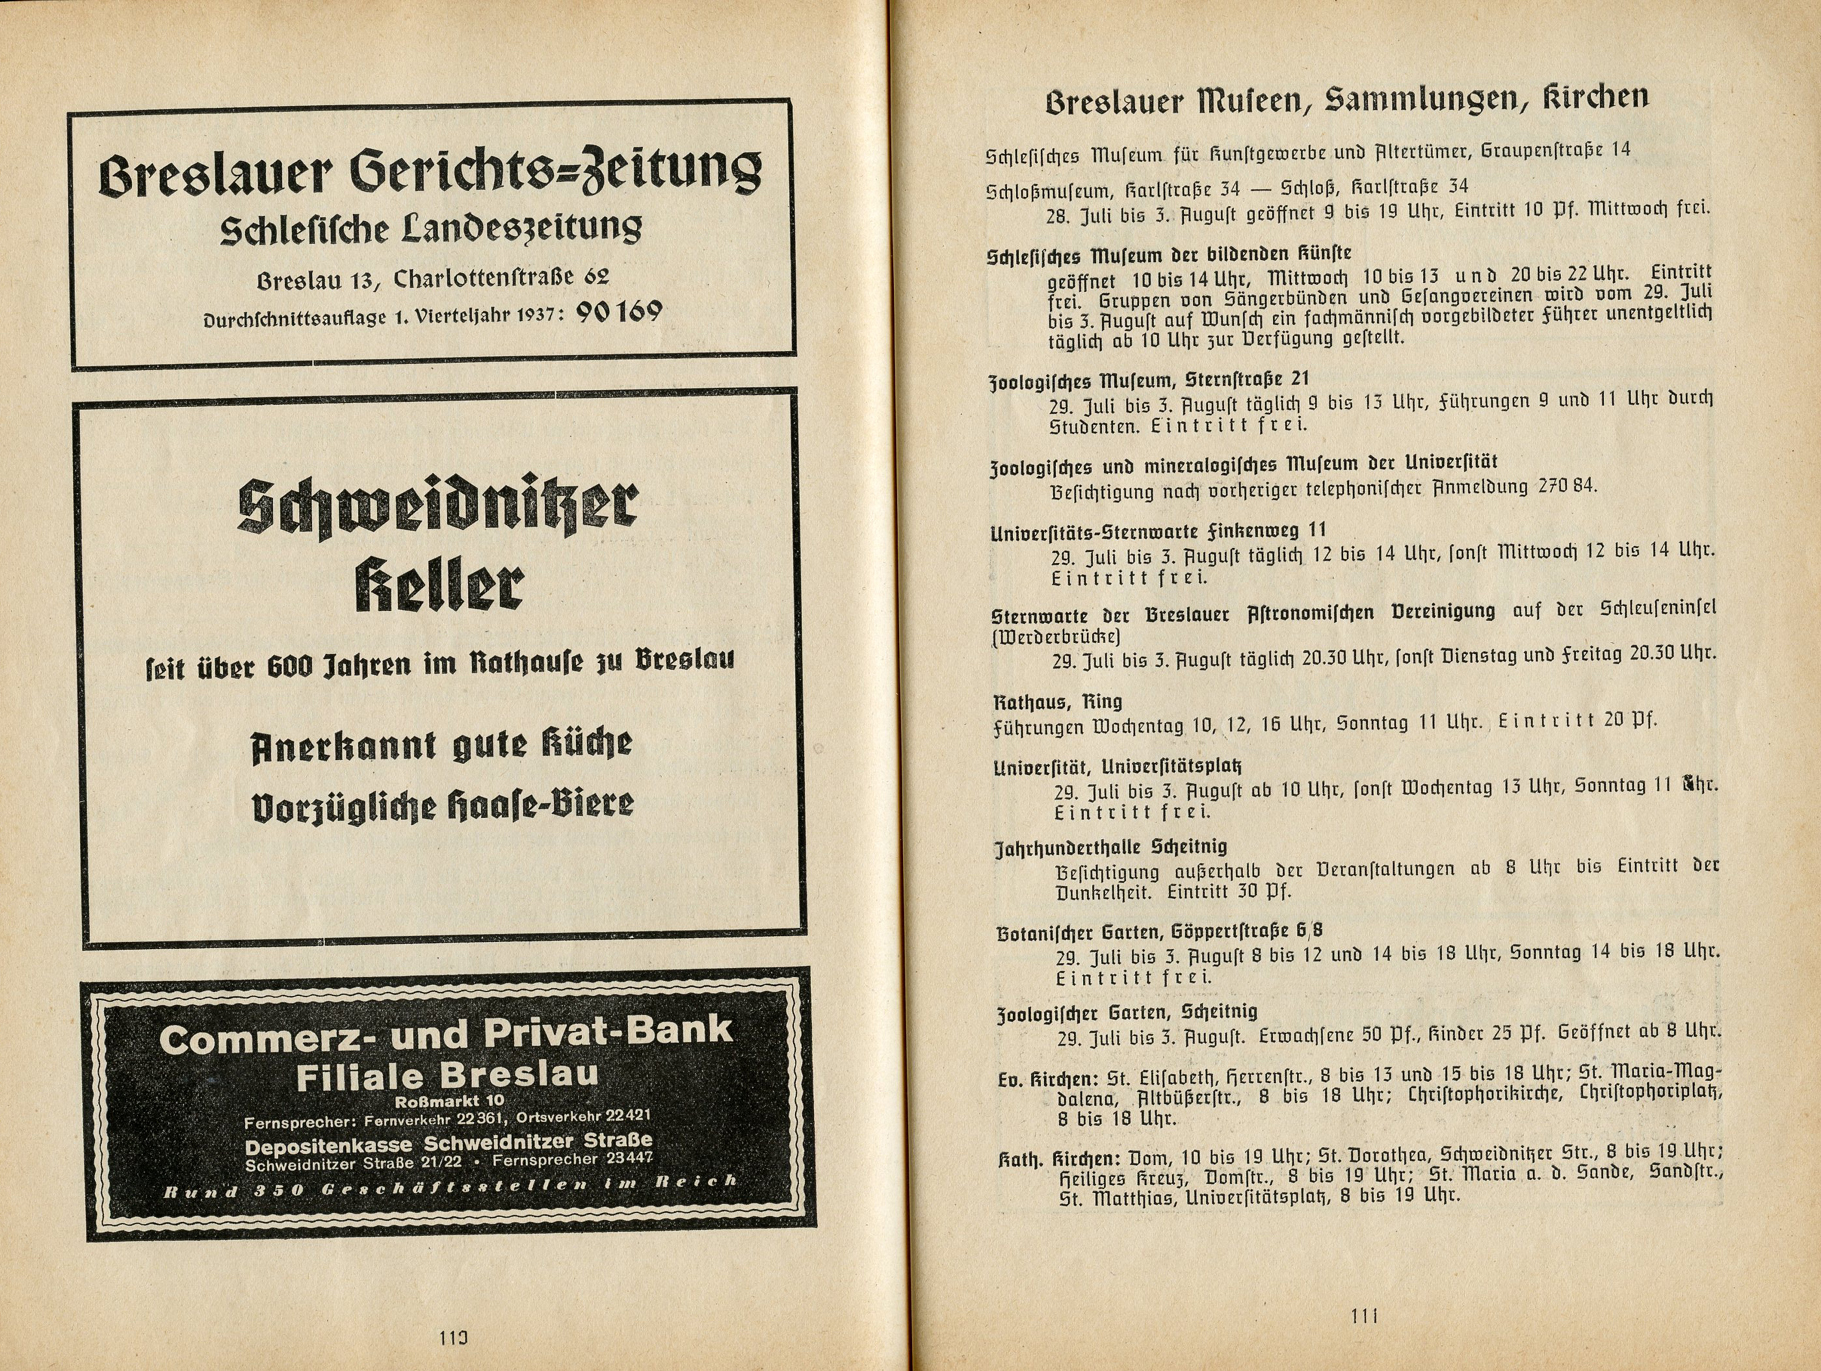 Breslauer Gerichts=Zeitung
Schlesische Landeszeitung
Breslau 13, Charlottenstraße 62
Durchschnittsauflage 1. Vierteljahr 1937: 90169
Schweidnitzer
Keller
seit über 600 Jahren im Rathause zu Breslau
Anerkannt gute Küche
Vorzügliche Haase-Biere
Commerz- und Privat-Bank
Filiale Breslau
Roßmarkt 10
Fernsprecher: Fernverkehr 22361, Ortsverkehr 22421
Depositenkasse Schweidnitzer Straße
Schweidnitzer Straße 21/22 • Fernsprecher 23447
Rund 350 Geschäftsstellen im Reich
110
Breslauer Museen, Sammlungen, Kirchen
Schlesisches Museum für Kunstgewerbe und Altertümer, Graupenstraße 14
Schloßmuseum, Karlstraße 34 — Schloß, Karlstraße 34
28. Juli bis 3. August geöffnet 9 bis 19 Uhr, Eintritt 10 Pf. Mittwoch frei.
Schlesisches Museum der bildenden Künste
geöffnet 10 bis 14 Uhr, Mittwoch 10 bis 13 und 20 bis 22 Uhr. Eintritt
frei. Gruppen von Sängerbünden und Gesangvereinen wird vom 29. Juli
bis 3. August auf Wunsch ein fachmännisch vorgebildeter Führer unentgeltlich
täglich ab 10 Uhr zur Verfügung gestellt.
Zoologisches Museum, Sternstraße 21
29. Juli bis 3. August täglich 9 bis 13 Uhr, Führungen 9 und 11 Uhr durch
Studenten. Eintritt frei.
Zoologisches und mineralogisches Museum der Universität
Besichtigung nach vorheriger telephonischer Anmeldung 270 84.
Universitäts-Sternwarte Finkenweg 11
29. Juli bis 3. August täglich 12 bis 14 Uhr, sonst Mittwoch 12 bis 14 Uhr.
Eintritt frei.
Sternwarte der Breslauer Astronomischen Vereinigung auf der Schleuseninsel
(Werderbrücke)
29. Juli bis 3. August täglich 20.30 Uhr, sonst Dienstag und Freitag 20.30 Uhr.
Rathaus, Ring
Führungen Wochentag 10, 12, 16 Uhr, Sonntag 11 Uhr. Eintritt 20 Pf.
Universität, Universitätsplatz
29. Juli bis 3. August ab 10 Uhr, sonst Wochentag 13 Uhr, Sonntag 11 Uhr.
Eintritt frei.
Jahrhunderthalle Scheitnig
Besichtigung außerhalb der Veranstaltungen ab 8 Uhr bis Eintritt der
Dunkelheit. Eintritt 30 Pf.
Botanischer Garten, Göppertstraße 6/8
29. Juli bis 3. August 8 bis 12 und 14 bis 18 Uhr, Sonntag 14 bis 18 Uhr.
Eintritt frei.
Zoologischer Garten, Scheitnig
29. Juli bis 3. August. Erwachsene 50 Pf., Kinder 25 Pf. Geöffnet ab 8 Uhr.
Ev. Kirchen: St. Elisabeth, Herrenstr., 8 bis 13 und 15 bis 18 Uhr; St. Maria-Mag-
dalena, Altbüßerstr., 8 bis 18 Uhr; Christophorikirche, Christophoriplatz,
8 bis 18 Uhr.
Kath. Kirchen: Dom, 10 bis 19 Uhr; St. Dorothea, Schweidnitzer Str., 8 bis 19 Uhr;
Heiliges Kreuz, Domstr., 8 bis 19 Uhr; St. Maria a. d. Sande, Sandstr.,
St. Matthias, Universitätsplatz, 8 bis 19 Uhr.
111